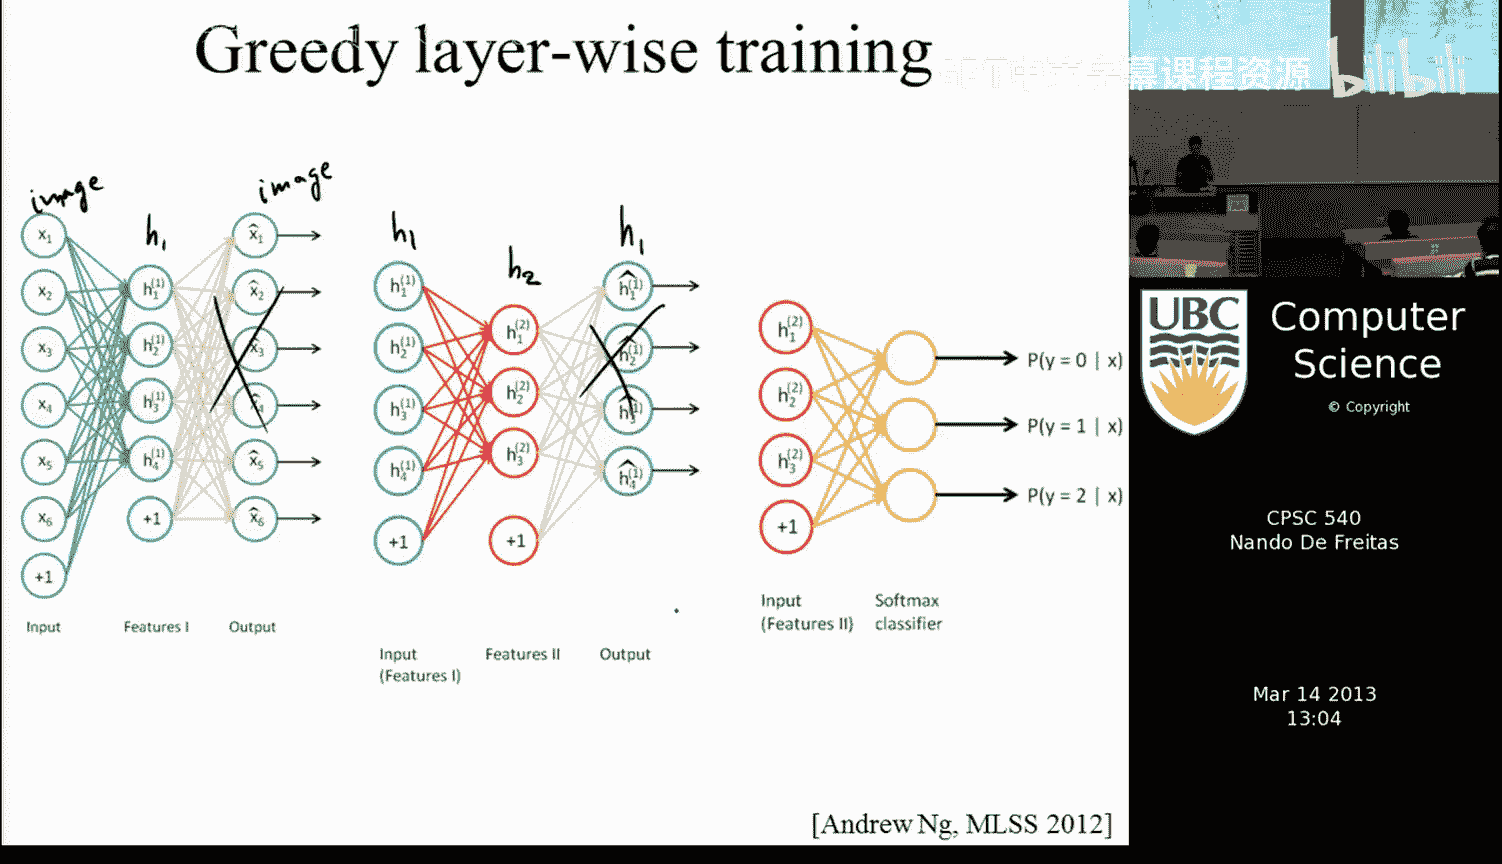 Greedy layer-wise training
课程资源 bilibili
image
h₁
image
h₁
h₂
h₁
x₁
x₂
x₃
x₄
x₅
x₆
+1
h₁⁽¹⁾
h₂⁽¹⁾
h₃⁽¹⁾
h₄⁽¹⁾
+1
x̂₁
x̂₂
x̂₃
x̂₅
x̂₆
Input
Features I
Output
h₁⁽¹⁾
h₂⁽¹⁾
h₃⁽¹⁾
h₄⁽¹⁾
+1
h₁⁽²⁾
h₂⁽²⁾
h₃⁽²⁾
+1
ĥ₁⁽¹⁾
ĥ₂⁽¹⁾
ĥ₃⁽¹⁾
ĥ₄⁽¹⁾
Input
(Features I)
Features II
Output
h₁⁽²⁾
h₂⁽²⁾
h₃⁽²⁾
+1
P(y = 0 | x)
P(y = 1 | x)
P(y = 2 | x)
Input
(Features II)
Softmax
classifier
[Andrew Ng, MLSS 2012]
UBC
Computer
Science
© Copyright
CPSC 540
Nando De Freitas
Mar 14 2013
13:04